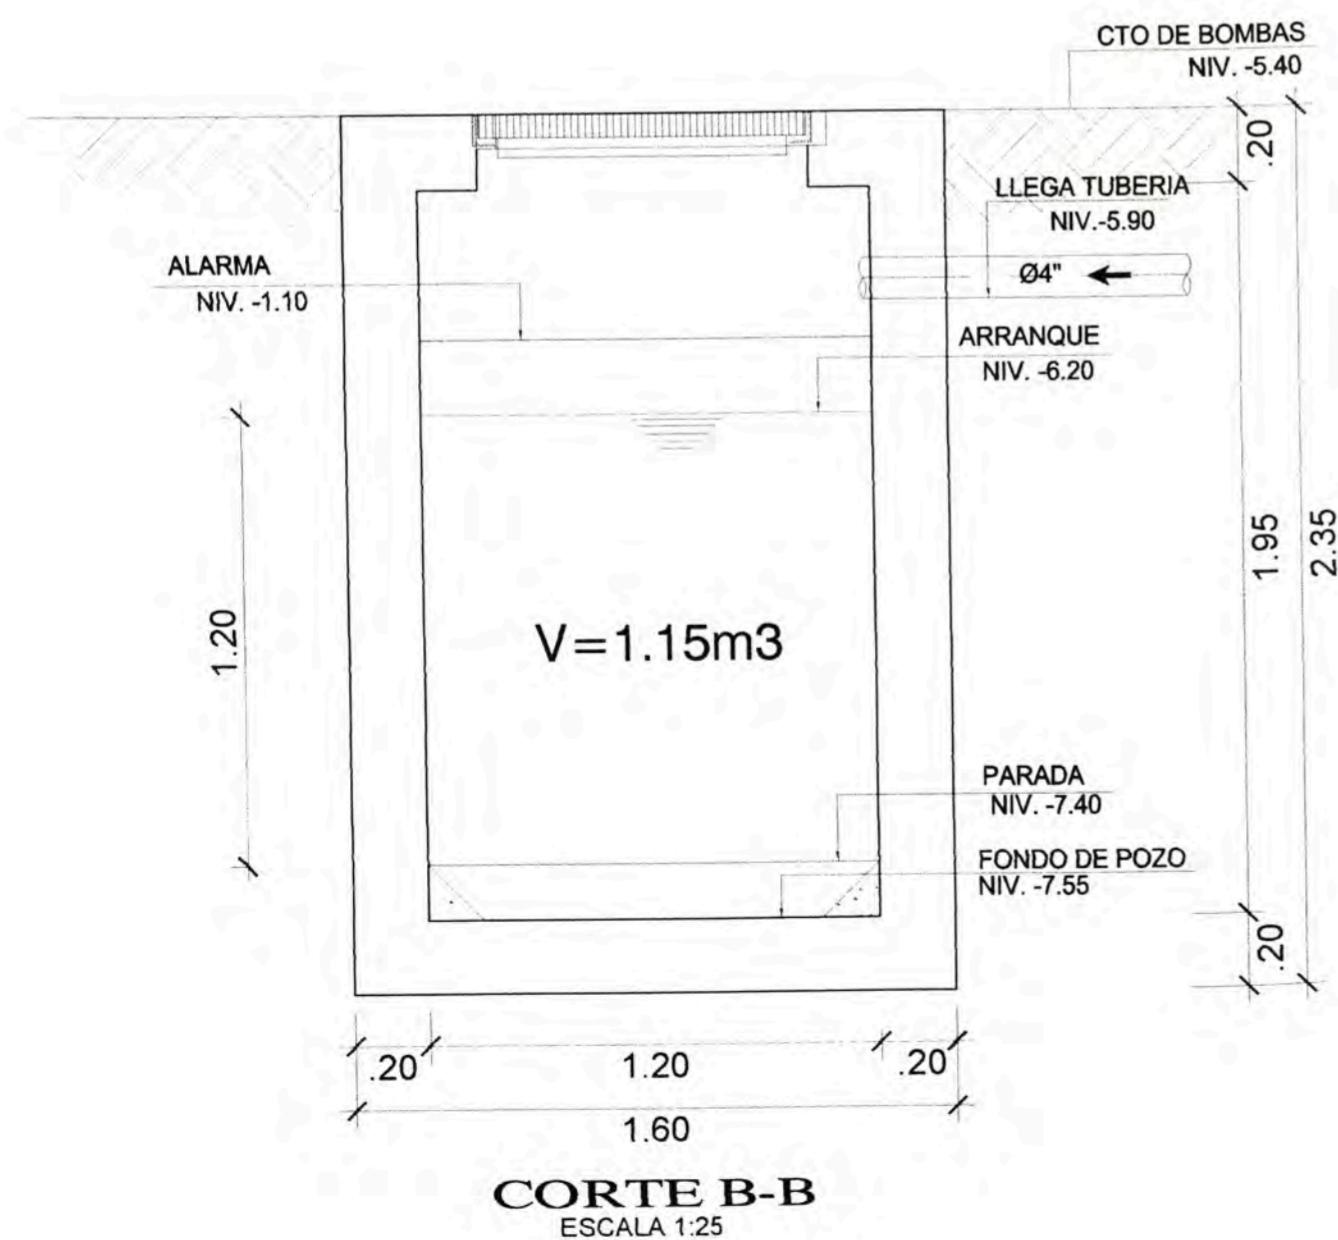 CTO DE BOMBAS
NIV. -5.40
.20
LLEGA TUBERIA
NIV.-5.90
Ø4"
ALARMA
NIV. -1.10
ARRANQUE
NIV. -6.20
1.95
2.35
1.20
V=1.15m3
PARADA
NIV. -7.40
FONDO DE POZO
NIV. -7.55
.20
.20
1.20
.20
1.60
CORTE B-B
ESCALA 1:25